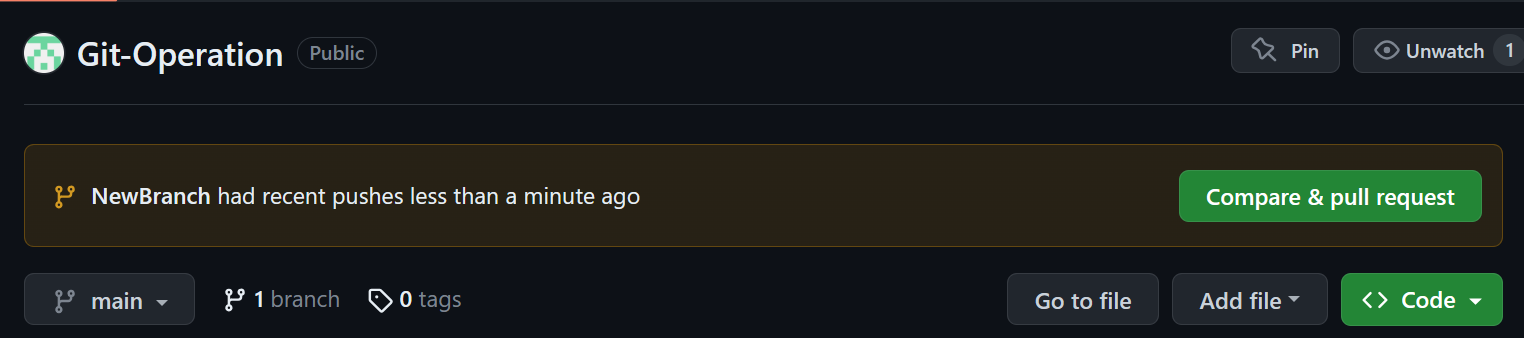 Git-Operation Public Pin Unwatch 1
NewBranch had recent pushes less than a minute ago Compare & pull request
main 1 branch 0 tags Go to file Add file <> Code